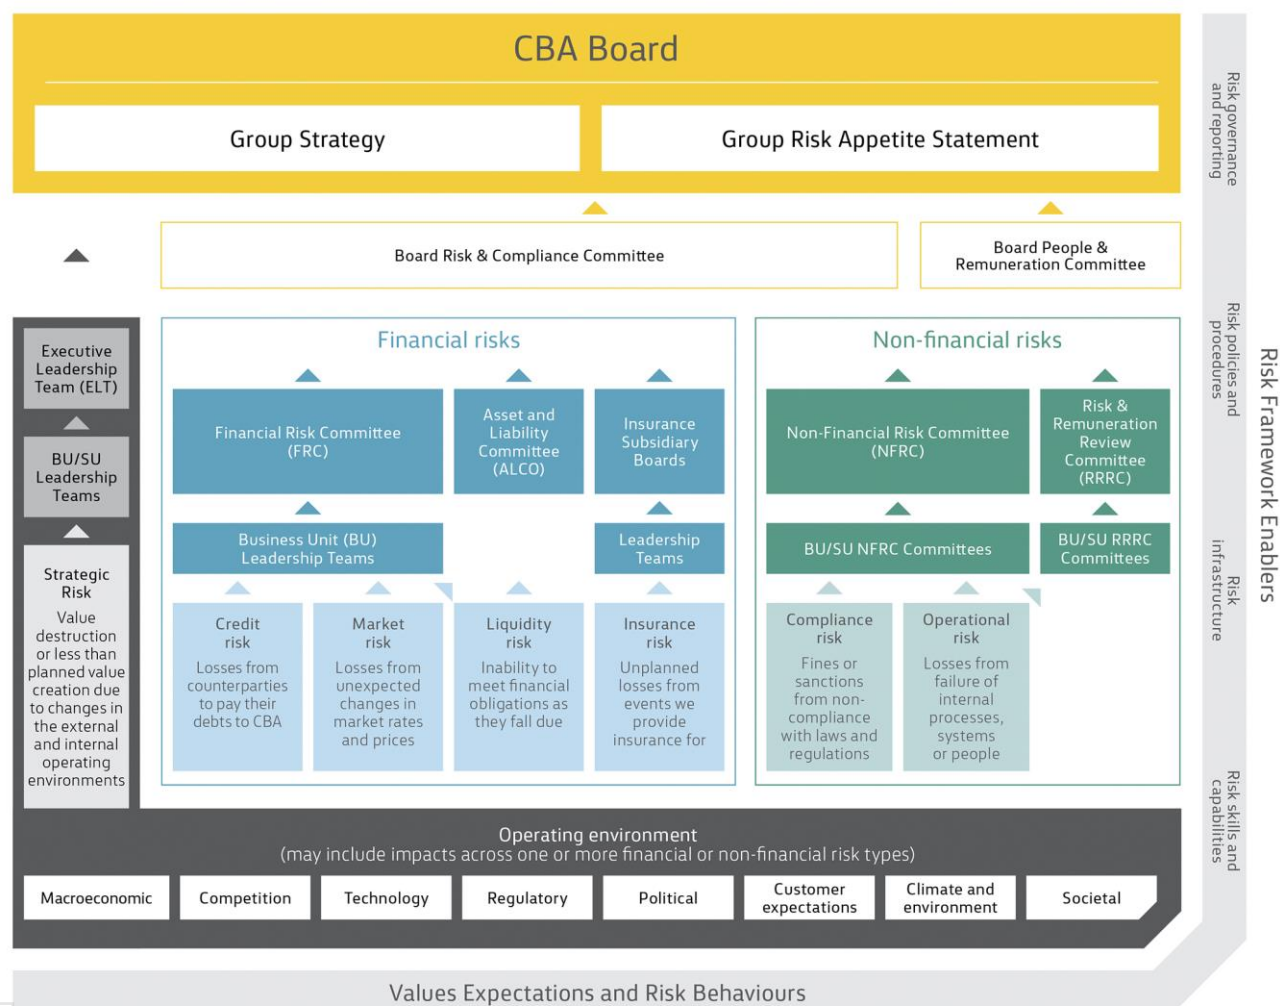 CBA Board
Group Strategy
Group Risk Appetite Statement
Board Risk & Compliance Committee
Board People &
Remuneration Committee
Executive
Leadership
Team (ELT)
BU/SU
Leadership
Teams
Strategic
Risk
Value
destruction
or less than
planned value
creation due
to changes in
the external
and internal
operating
environments
Financial risks
Financial Risk Committee
(FRC)
Asset and
Liability
Committee
(ALCO)
Insurance
Subsidiary
Boards
Business Unit (BU)
Leadership Teams
Leadership
Teams
Credit
risk
Losses from
counterparties
to pay their
debts to CBA
Market
risk
Losses from
unexpected
changes in
market rates
and prices
Liquidity
risk
Inability to
meet financial
obligations as
they fall due
Insurance
risk
Unplanned
losses from
events we
provide
insurance for
Non-financial risks
Non-Financial Risk Committee
(NFRC)
Risk &
Remuneration
Review
Committee
(RRRC)
BU/SU NFRC Committees
BU/SU RRRC
Committees
Compliance
risk
Fines or
sanctions
from non-
compliance
with laws and
regulations
Operational
risk
Losses from
failure of
internal
processes,
systems
or people
Operating environment
(may include impacts across one or more financial or non-financial risk types)
Macroeconomic
Competition
Technology
Regulatory
Political
Customer
expectations
Climate and
environment
Societal
Values Expectations and Risk Behaviours
Risk governance
and reporting
Risk policies and
procedures
Risk
infrastructure
Risk skills and
capabilities
Risk Framework Enablers